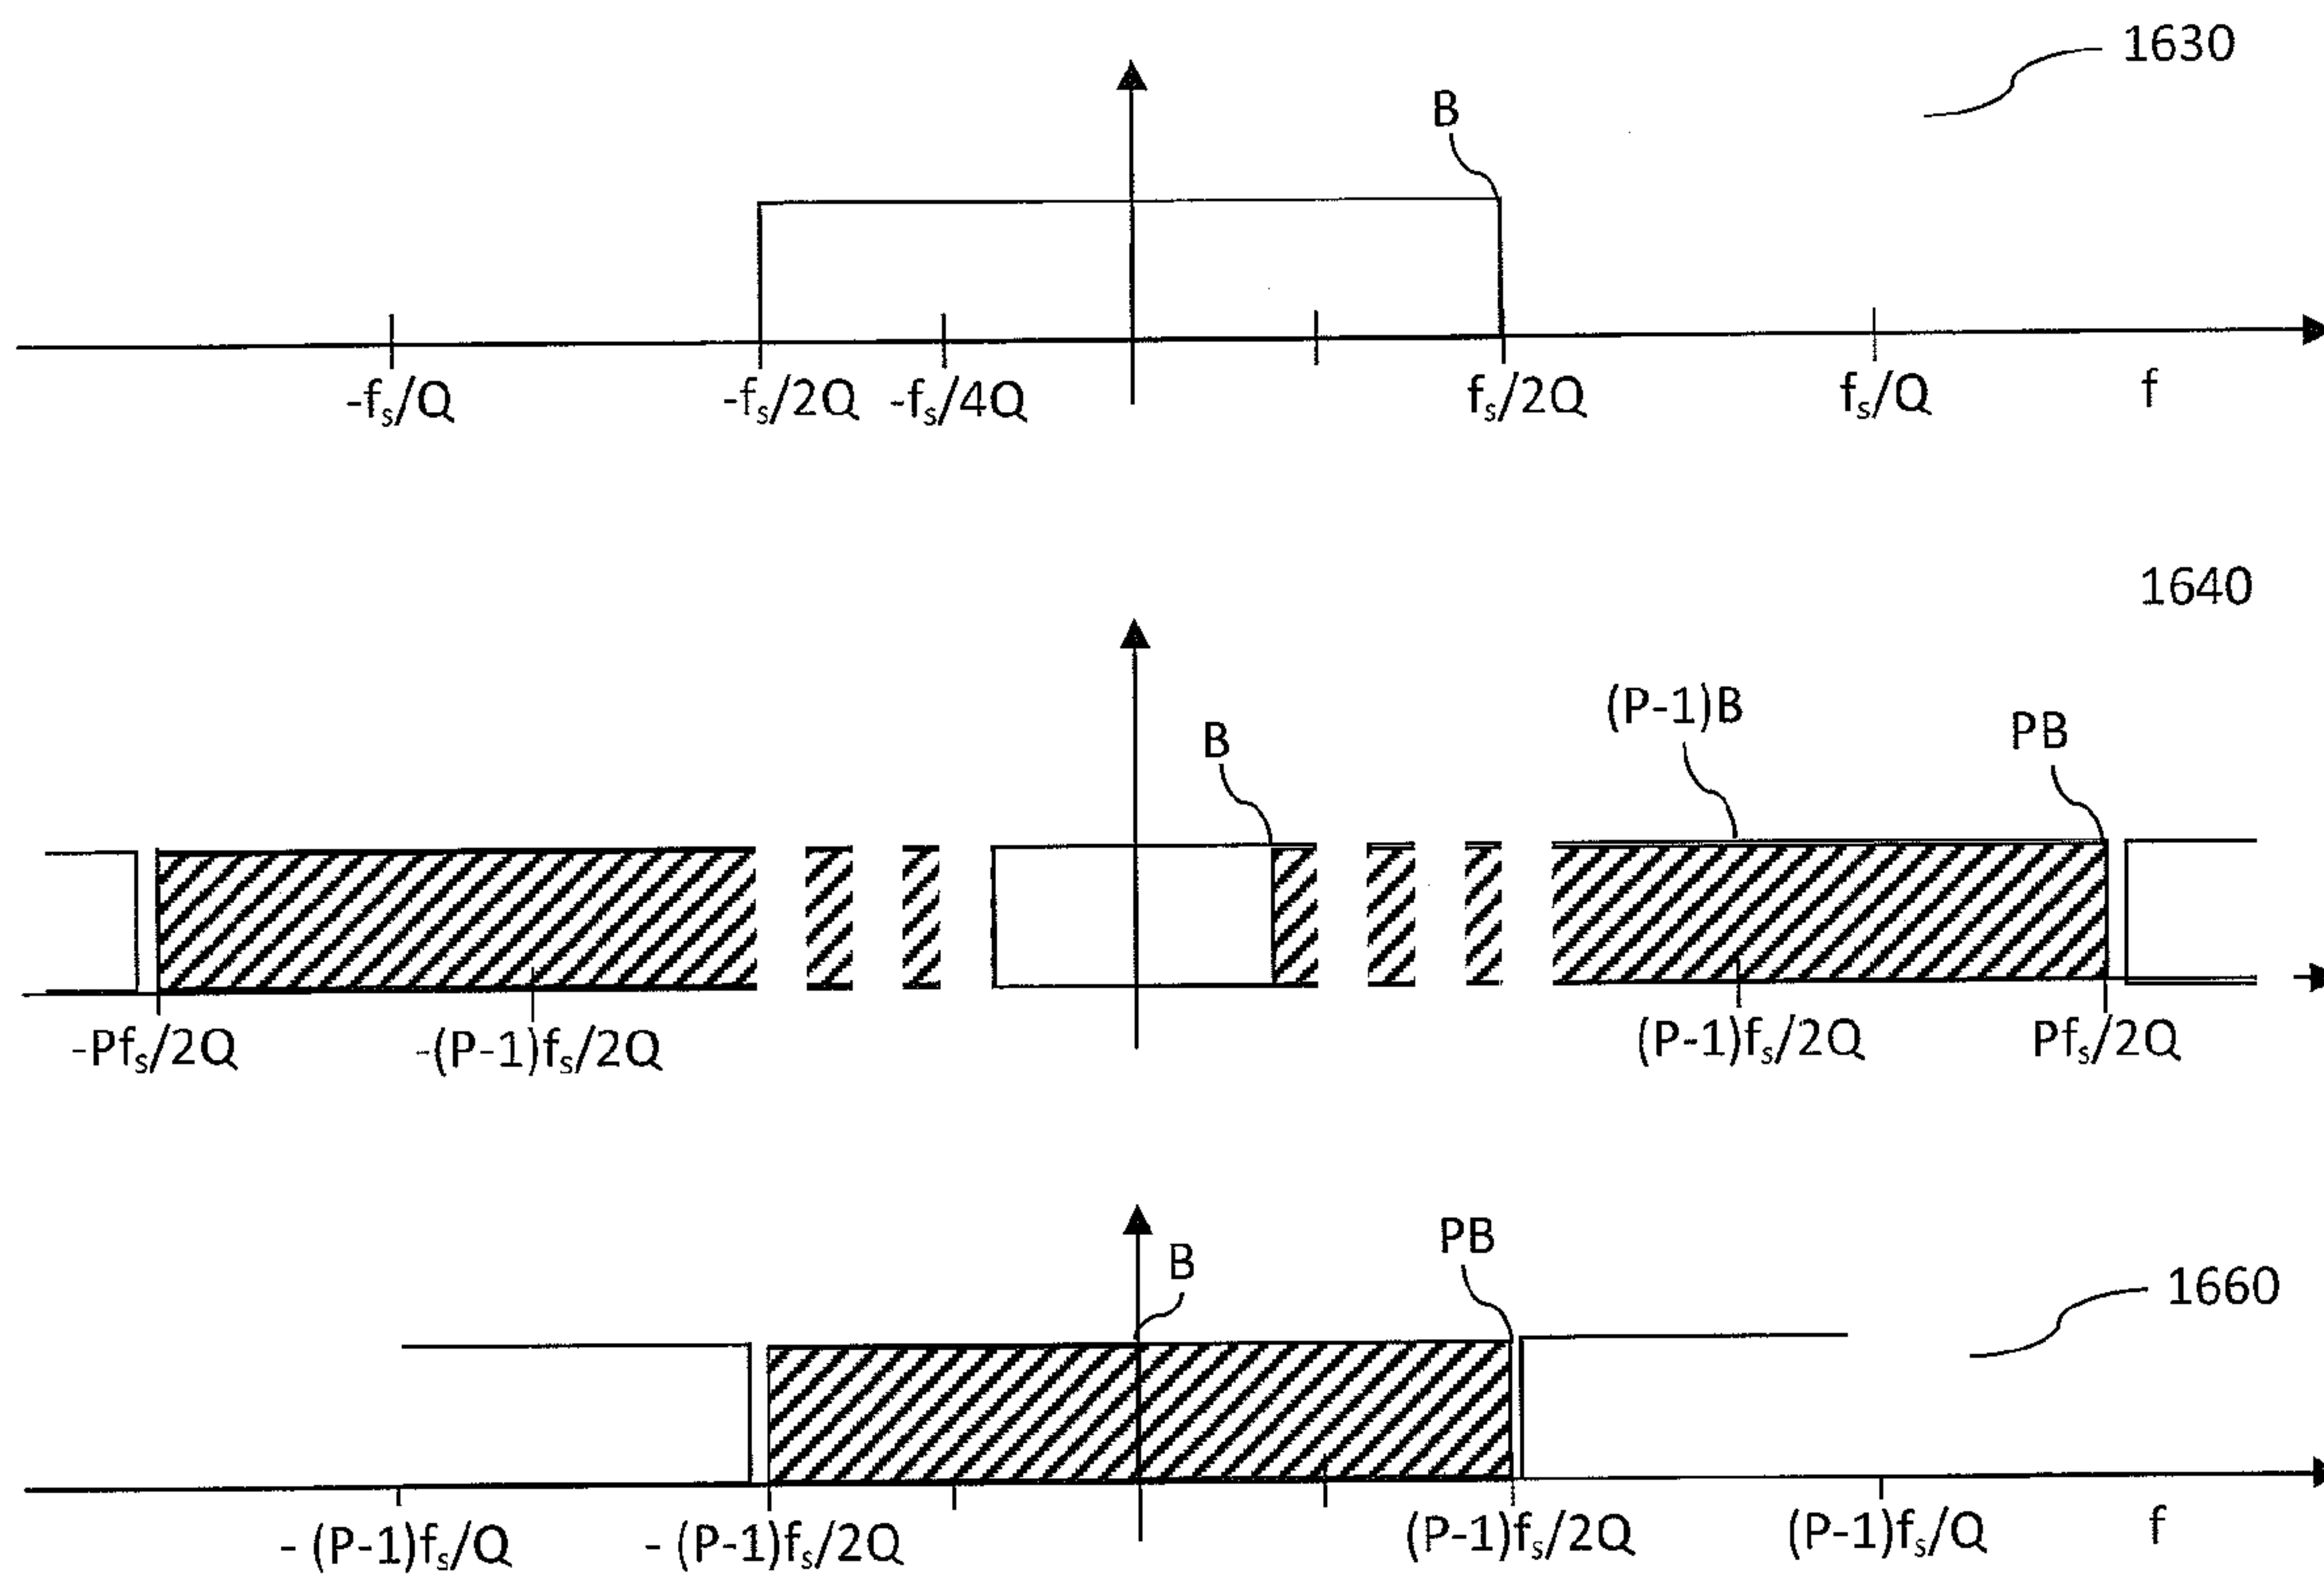 1630
B
-fs/Q
-fs/2Q
-fs/4Q
fs/2Q
fs/Q
f
1640
B
(P-1)B
PB
-Pfs/2Q
-(P-1)fs/2Q
(P-1)fs/2Q
Pfs/2Q
B
PB
1660
- (P-1)fs/Q
- (P-1)fs/2Q
(P-1)fs/2Q
(P-1)fs/Q
f